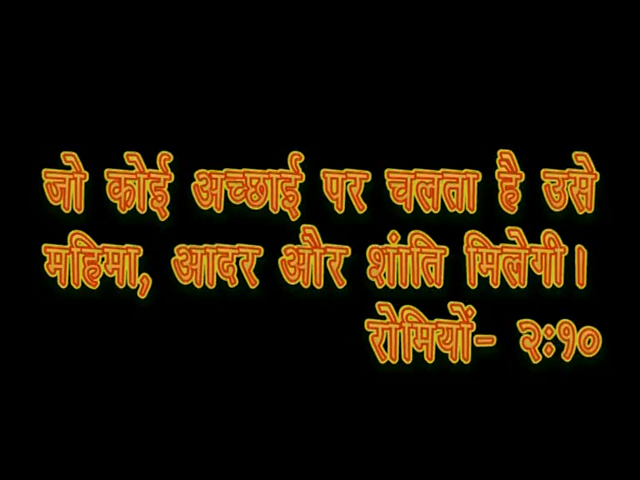 जो कोई अच्छाई पर चलता है उसे
महिमा, आदर और शांति मिलेगी।
रोमियों- २:१०